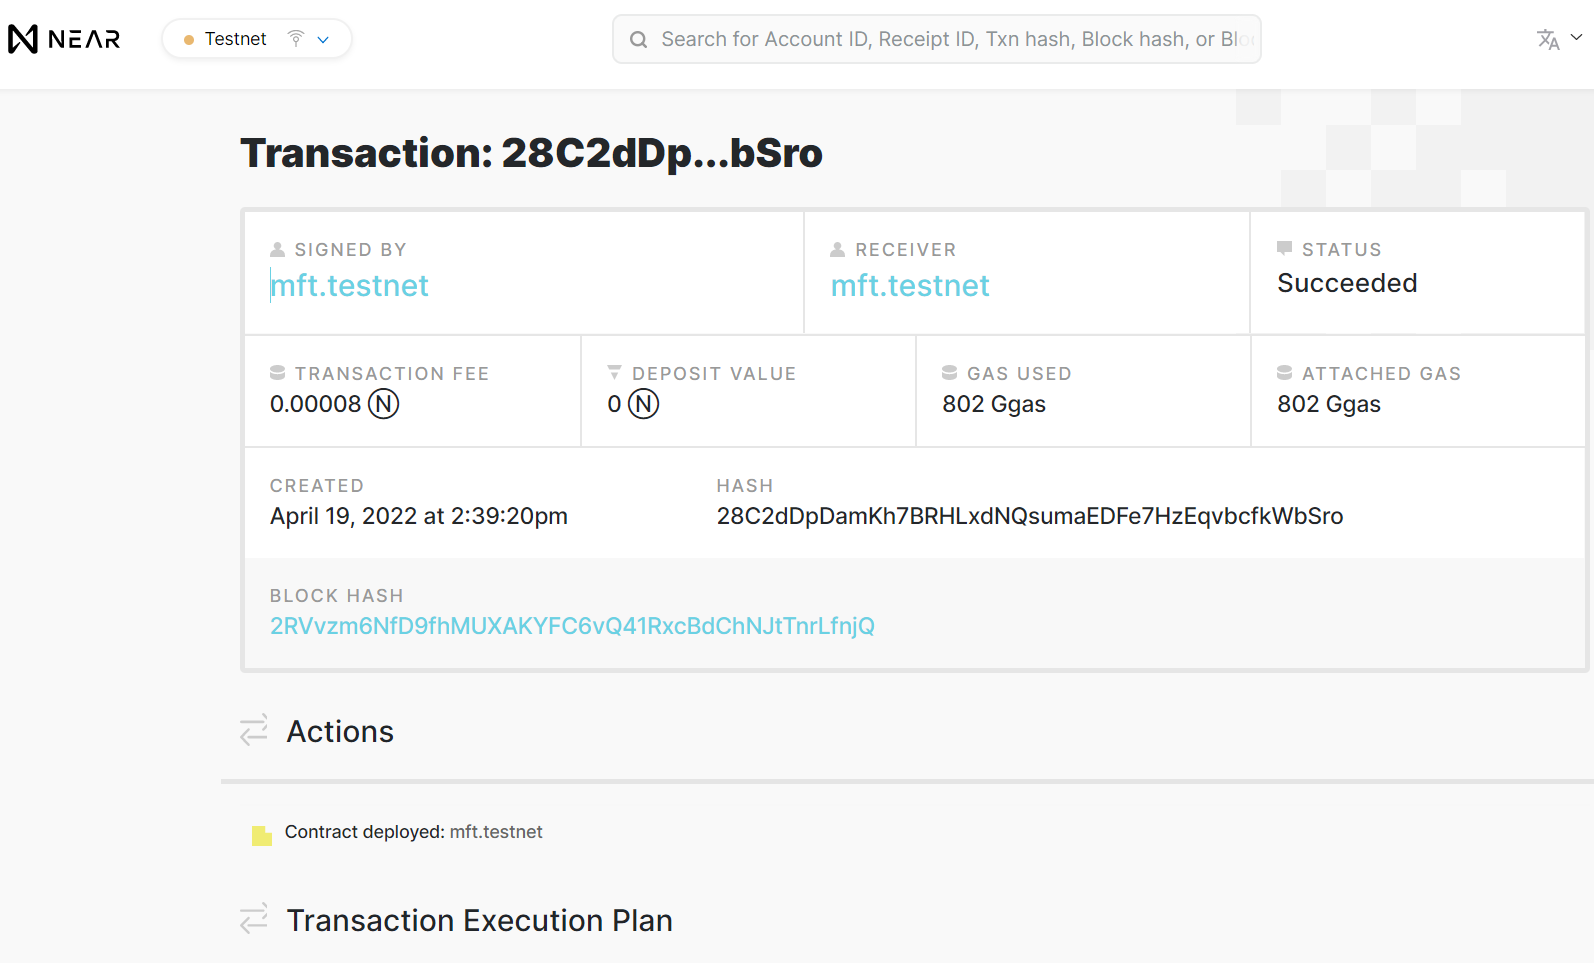 NEAR
Testnet
Search for Account ID, Receipt ID, Txn hash, Block hash, or Blo
Transaction: 28C2dDp...bSro
SIGNED BY
mft.testnet
RECEIVER
mft.testnet
STATUS
Succeeded
TRANSACTION FEE
0.00008 Ⓝ
DEPOSIT VALUE
0 Ⓝ
GAS USED
802 Ggas
ATTACHED GAS
802 Ggas
CREATED
April 19, 2022 at 2:39:20pm
HASH
28C2dDpDamKh7BRHLxdNQsumaEDFe7HzEqvbcfkWbSro
BLOCK HASH
2RVvzm6NfD9fhMUXAKYFC6vQ41RxcBdChNJtTnrLfnjQ
Actions
Contract deployed: mft.testnet
Transaction Execution Plan